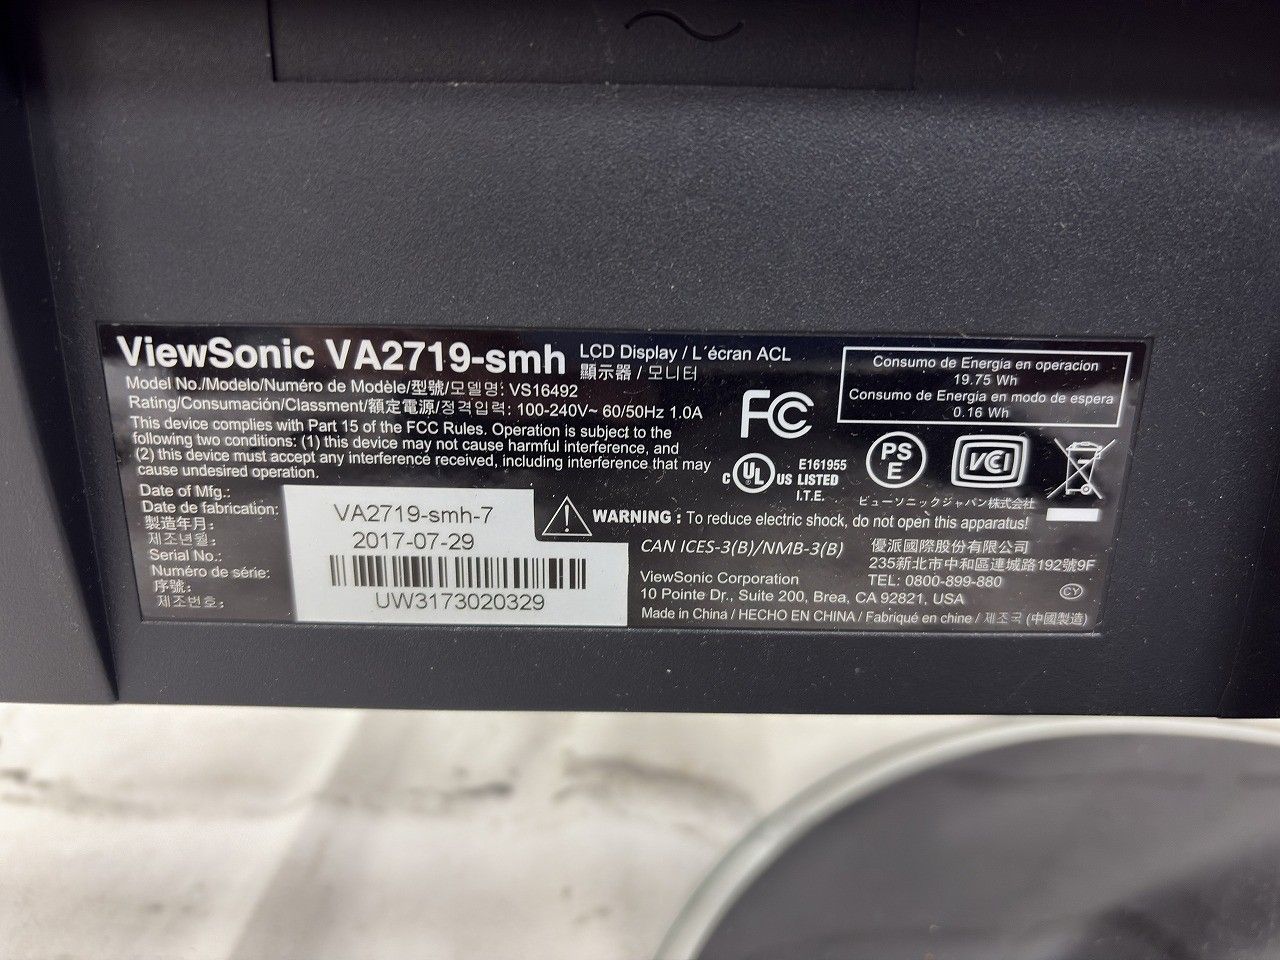 ViewSonic VA2719-smh LCD Display / L´écran ACL
顯示器 / 모니터
Model No./Modelo/Numéro de Modèle/型號/모델명: VS16492
Rating/Consumación/Classment/額定電源/정격입력: 100-240V~ 60/50Hz 1.0A
This device complies with Part 15 of the FCC Rules. Operation is subject to the
following two conditions: (1) this device may not cause harmful interference, and
(2) this device must accept any interference received, including interference that may
cause undesired operation.
Consumo de Energia en operacion
19.75 Wh
Consumo de Energia en modo de espera
0.16 Wh
FC
C UL US LISTED
E161955
I.T.E.
PS
E
VCI
ビューソニックジャパン株式会社
Date of Mfg.:
Date de fabrication:
製造年月:
제조년월:
Serial No.:
Numéro de série:
序號:
제조번호:
VA2719-smh-7
2017-07-29
UW3173020329
WARNING : To reduce electric shock, do not open this apparatus!
CAN ICES-3(B)/NMB-3(B)
優派國際股份有限公司
235新北市中和區連城路192號9F
TEL: 0800-899-880
CY
ViewSonic Corporation
10 Pointe Dr., Suite 200, Brea, CA 92821, USA
Made in China / HECHO EN CHINA / Fabriqué en chine / 제조국 (中國製造)